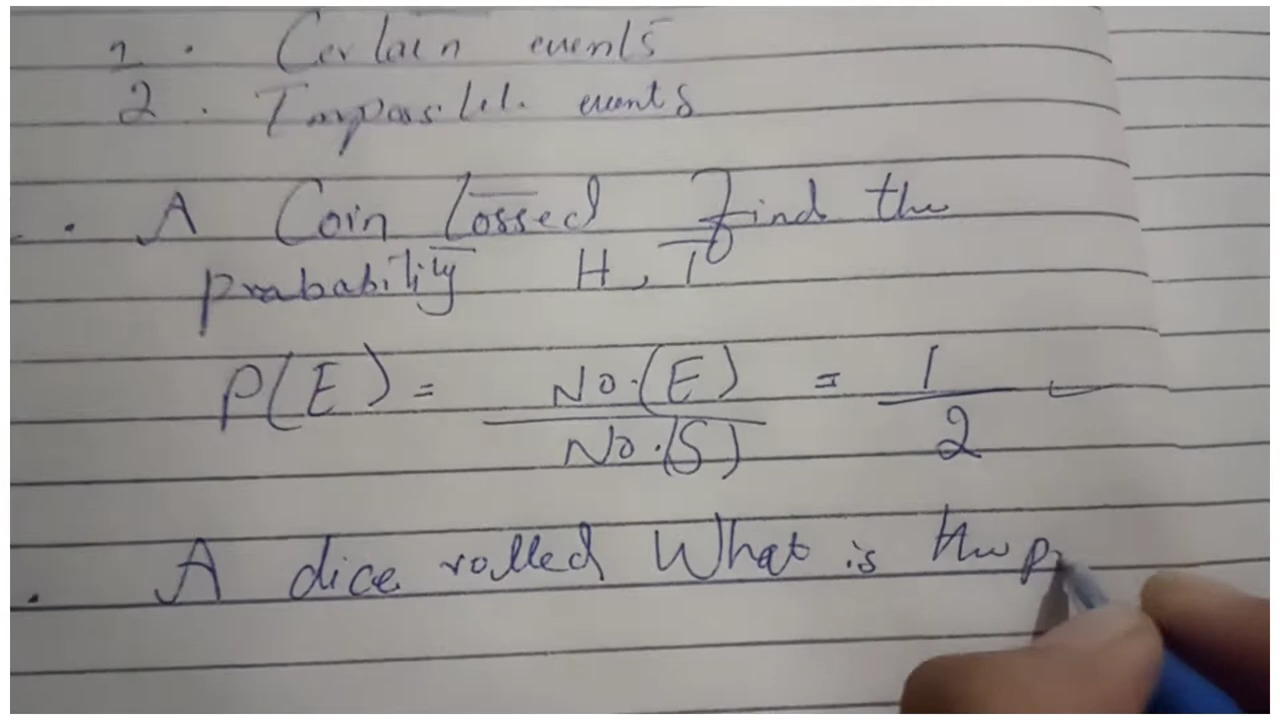 1. Certain events
2. Impossible events
. A Coin Tossed Find the
probability H, T
P(E) = No.(E) / No.(S) = 1 / 2
. A dice rolled What is the p